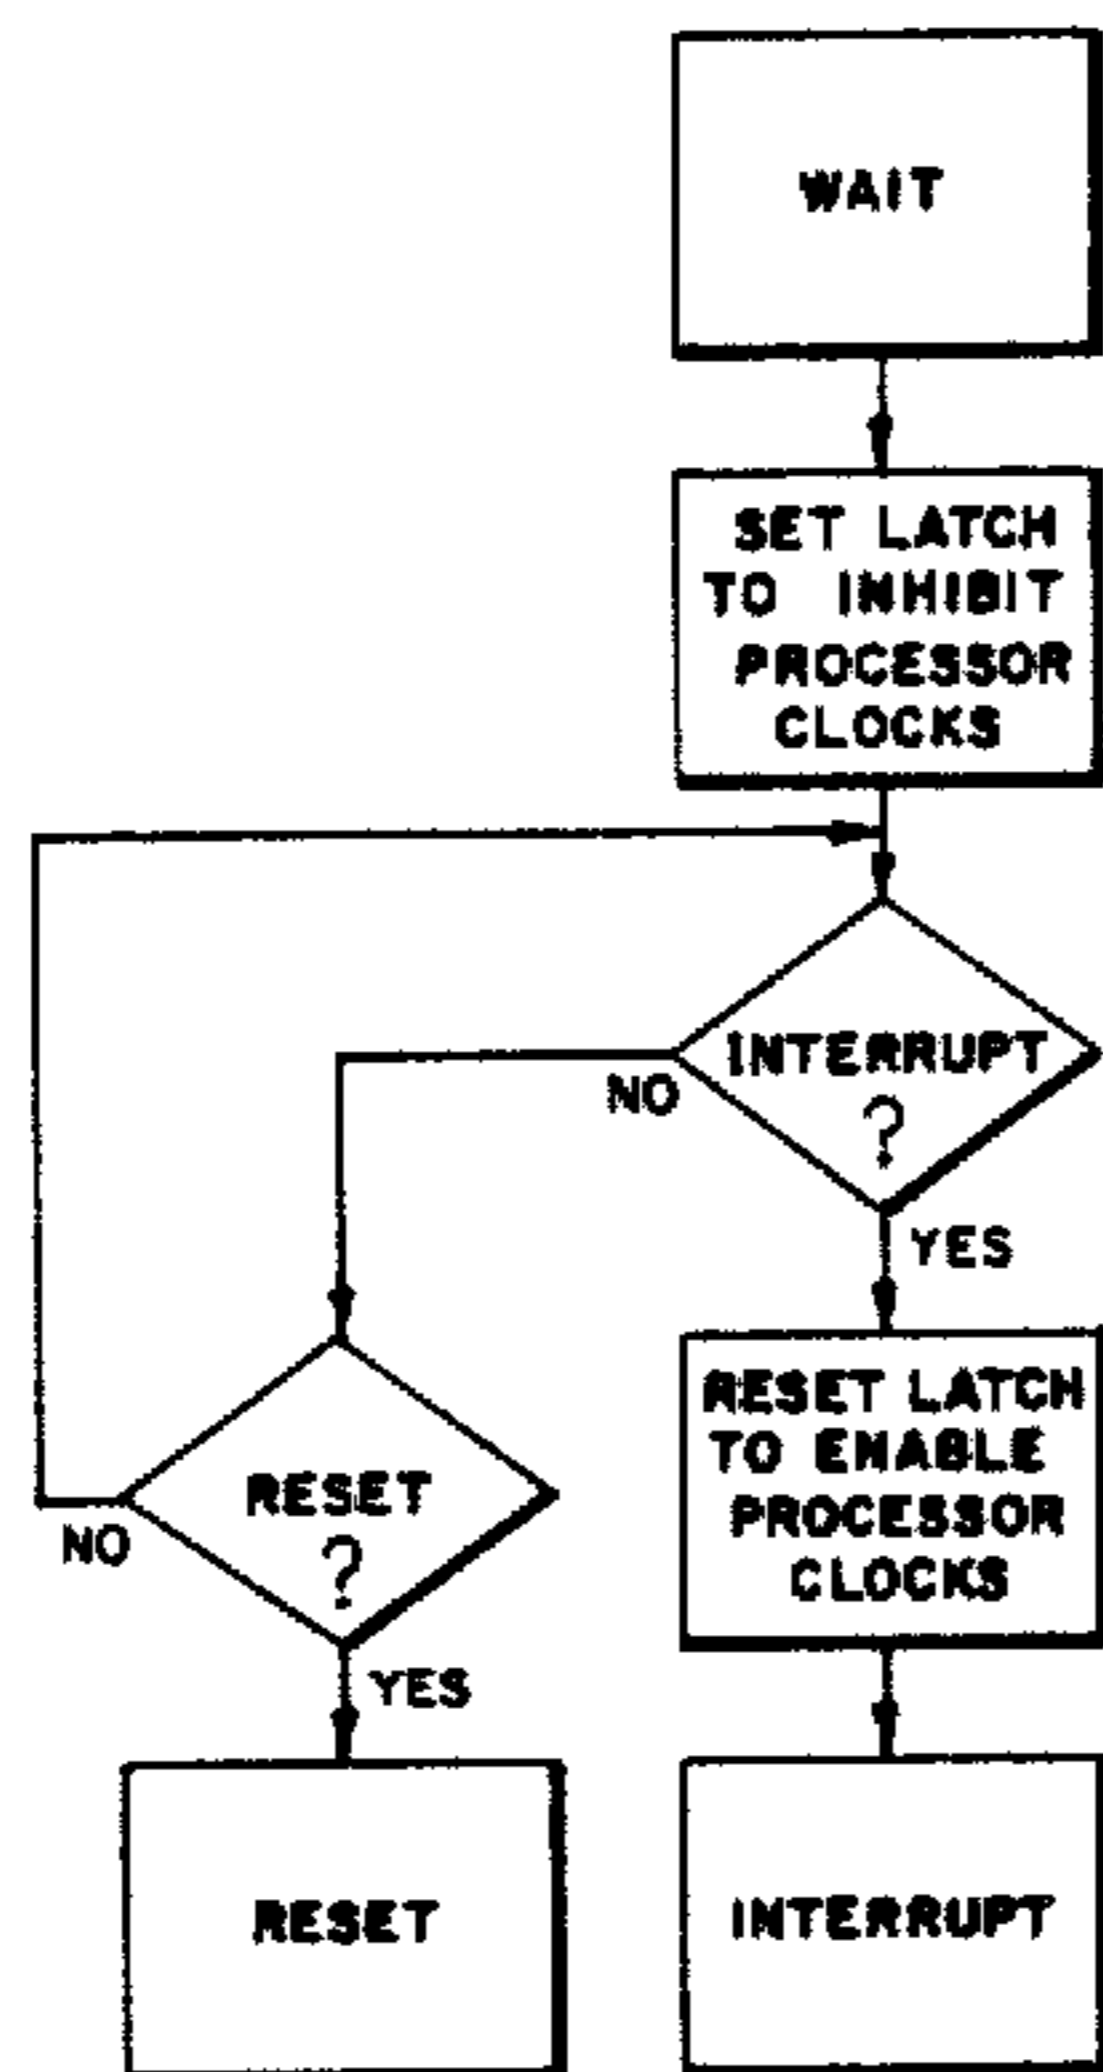 WAIT
SET LATCH
TO INHIBIT
PROCESSOR
CLOCKS
INTERRUPT
?
NO
YES
RESET LATCH
TO ENABLE
PROCESSOR
CLOCKS
RESET
?
NO
YES
RESET
INTERRUPT